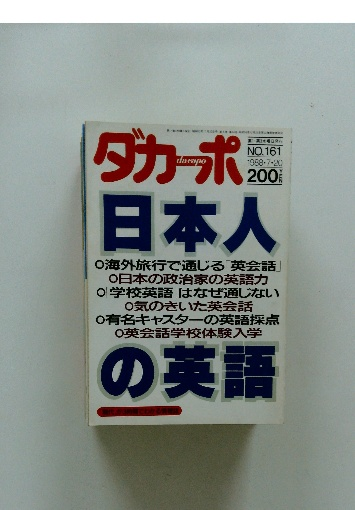 ダカーポ
dacapo
NO.161
1988・7・20
200円
日本人
○海外旅行で通じる「英会話」
○日本の政治家の英語力
○「学校英語」はなぜ通じない
○気のきいた英会話
○有名キャスターの英語採点
○英会話学校体験入学
の英語